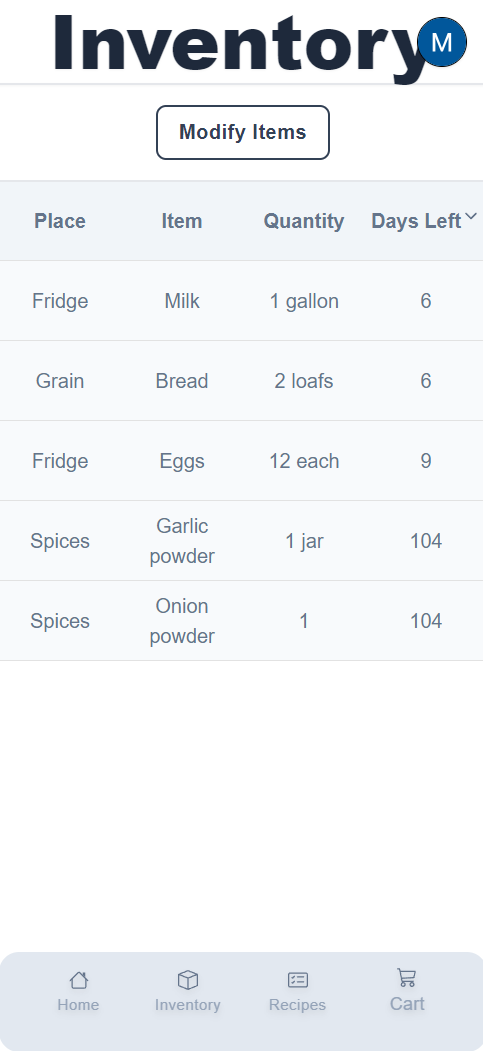 Inventory
M
Modify Items
Place Item Quantity Days Left
Fridge Milk 1 gallon 6
Grain Bread 2 loafs 6
Fridge Eggs 12 each 9
Spices Garlic powder 1 jar 104
Spices Onion powder 1 104
Home Inventory Recipes Cart